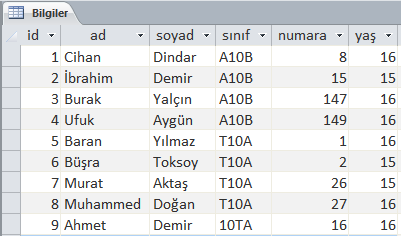 Bilgiler
id ad soyad sınıf numara yaş
1 Cihan Dindar A10B 8 16
2 İbrahim Demir A10B 15 15
3 Burak Yalçın A10B 147 16
4 Ufuk Aygün A10B 149 16
5 Baran Yılmaz T10A 1 16
6 Büşra Toksoy T10A 2 15
7 Murat Aktaş T10A 26 15
8 Muhammed Doğan T10A 27 16
9 Ahmet Demir 10TA 16 16